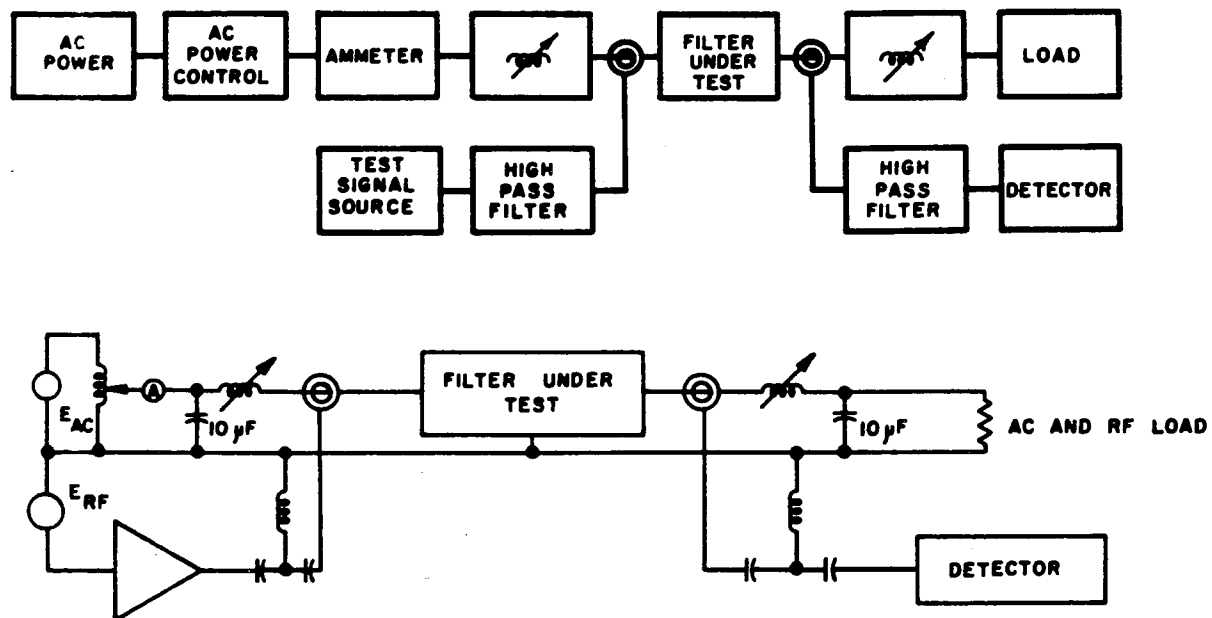 AC
POWER
AC
POWER
CONTROL
AMMETER
FILTER
UNDER
TEST
LOAD
TEST
SIGNAL
SOURCE
HIGH
PASS
FILTER
HIGH
PASS
FILTER
DETECTOR
E AC
A
10 µF
FILTER UNDER
TEST
10 µF
AC AND RF LOAD
E RF
DETECTOR